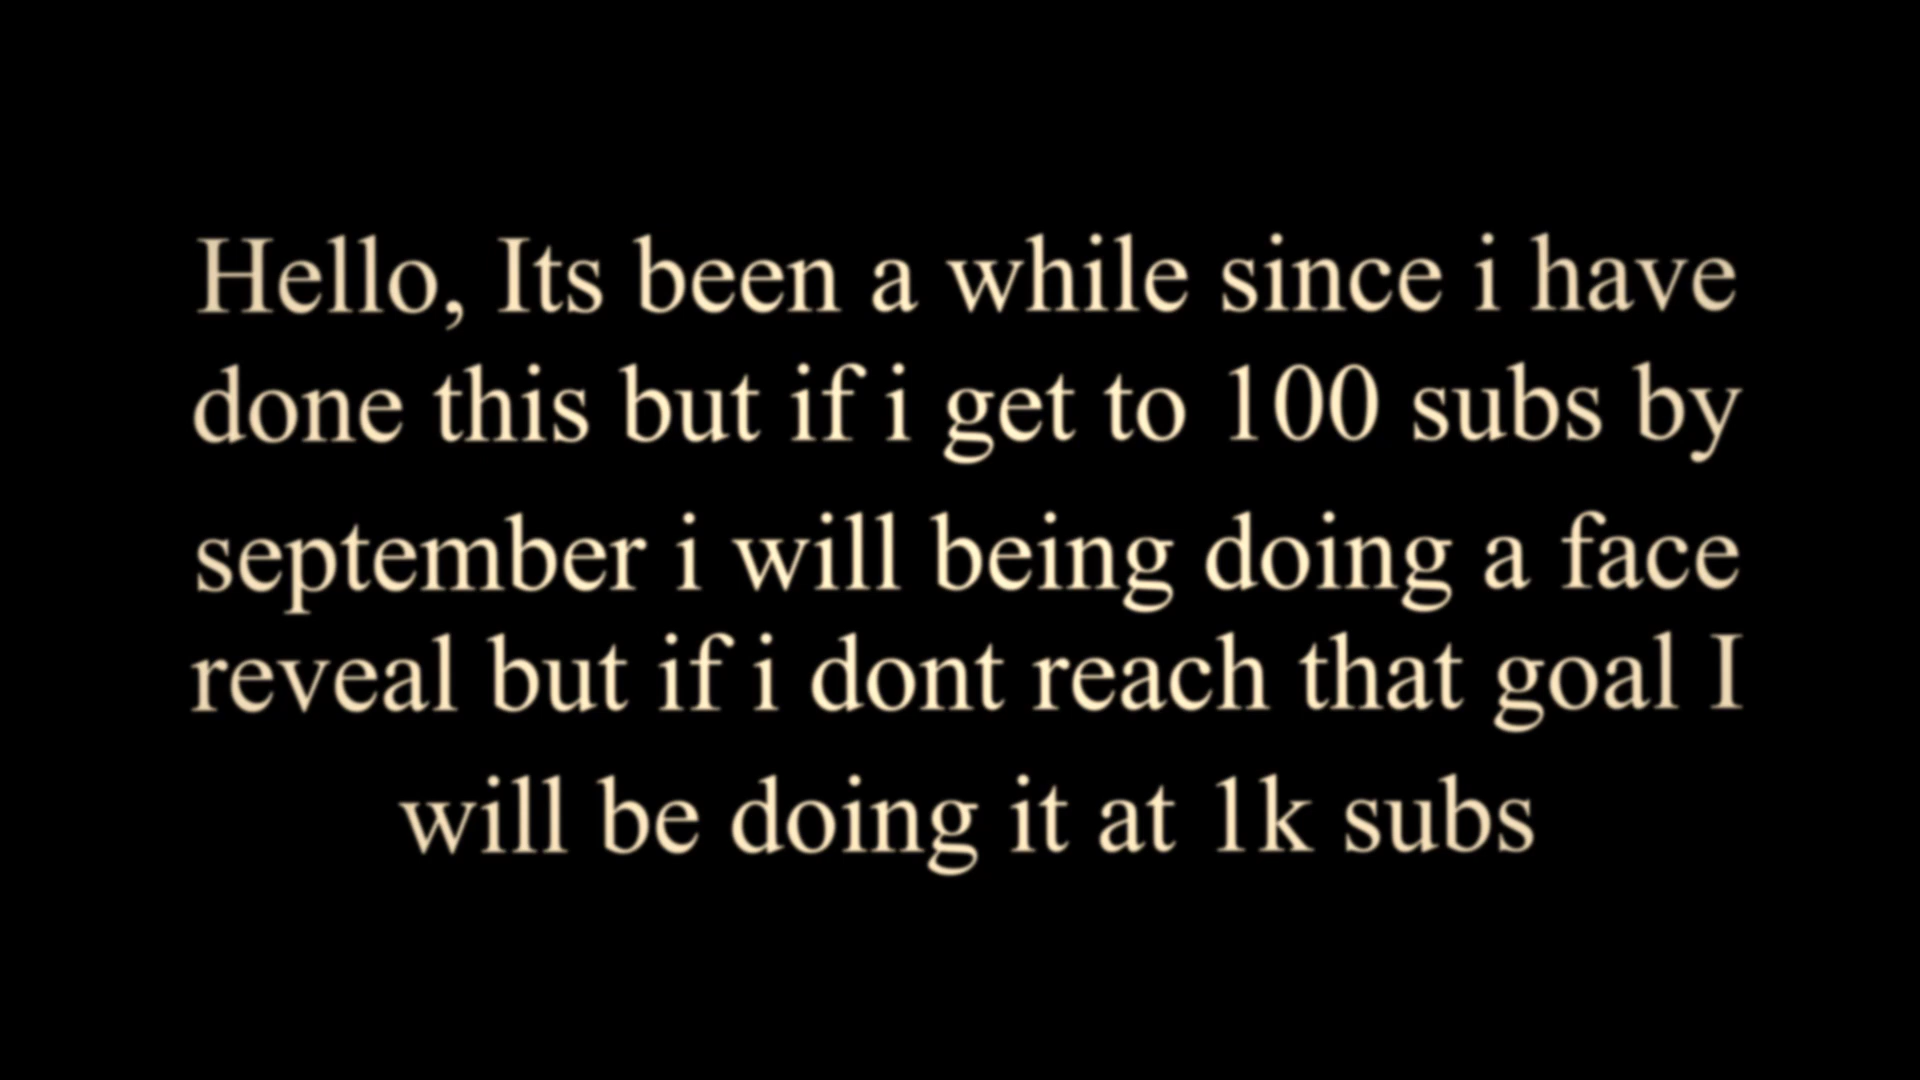 Hello, Its been a while since i have
done this but if i get to 100 subs by
september i will being doing a face
reveal but if i dont reach that goal I
will be doing it at 1k subs